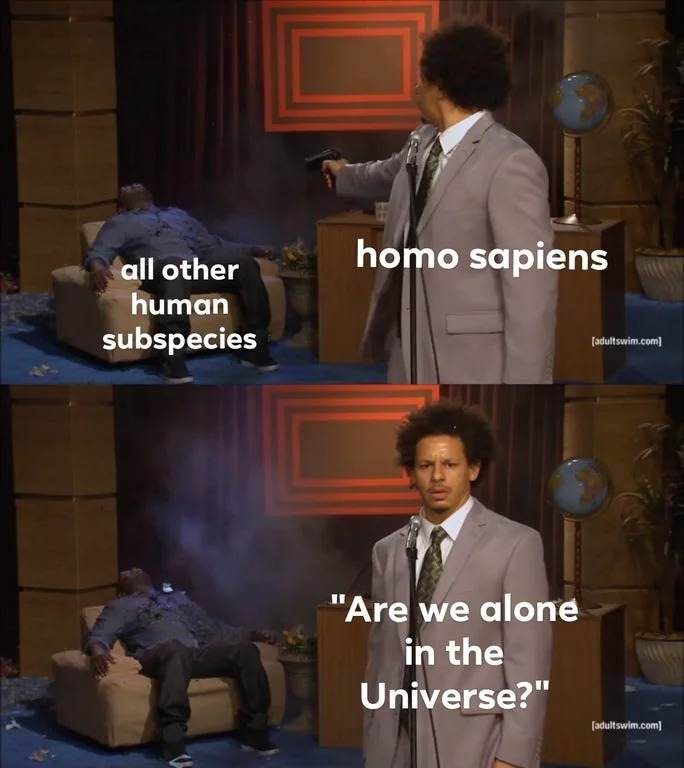 all other
human
subspecies
homo sapiens
[adultswim.com]
"Are we alone
in the
Universe?"
[adultswim.com]